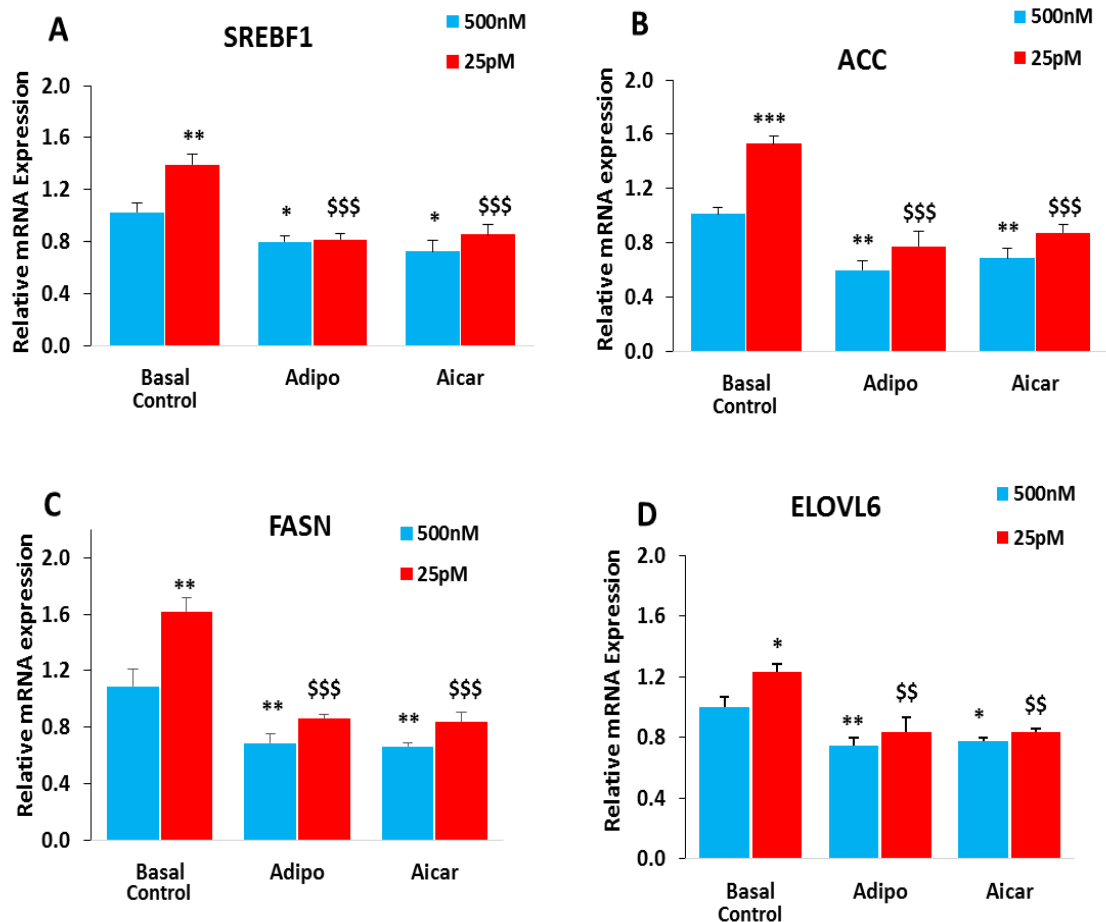 A
SREBF1
500nM
25pM
Relative mRNA Expression
2.0
1.6
1.2
0.8
0.4
0.0
**
*
$$$
*
$$$
Basal
Control
Adipo
Aicar
B
ACC
500nM
25pM
Relative mRNA expression
2.0
1.6
1.2
0.8
0.4
0.0
***
**
$$$
**
$$$
Basal
Control
Adipo
Aicar
C
FASN
500nM
25pM
Relative mRNA expression
2.0
1.6
1.2
0.8
0.4
0.0
**
**
$$$
**
$$$
Basal
Control
Adipo
Aicar
D
ELOVL6
500nM
25pM
Relative mRNA Expression
2.0
1.6
1.2
0.8
0.4
0.0
*
**
$$
*
$$
Basal
Control
Adipo
Aicar